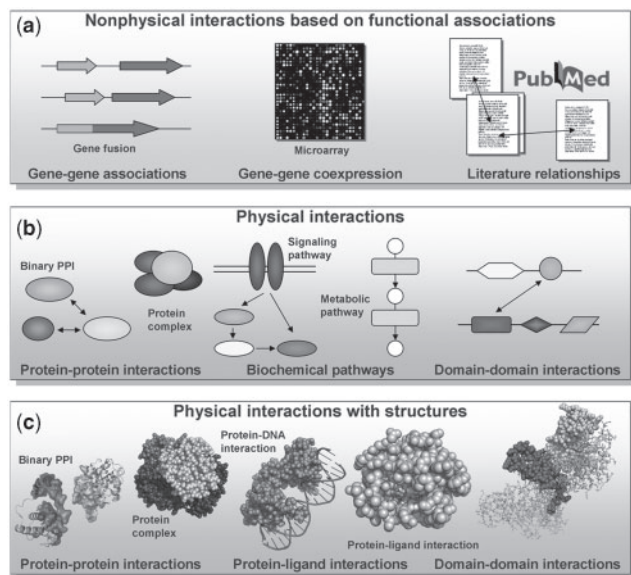 (a)
Nonphysical interactions based on functional associations
PubMed
Gene fusion
Microarray
Gene-gene associations
Gene-gene coexpression
Literature relationships
(b)
Physical interactions
Binary PPI
Protein
complex
Signaling
pathway
Metabolic
pathway
Protein-protein interactions
Biochemical pathways
Domain-domain interactions
(c)
Physical interactions with structures
Binary PPI
Protein
complex
Protein-DNA
interaction
Protein-ligand interaction
Protein-protein interactions
Protein-ligand interactions
Domain-domain interactions